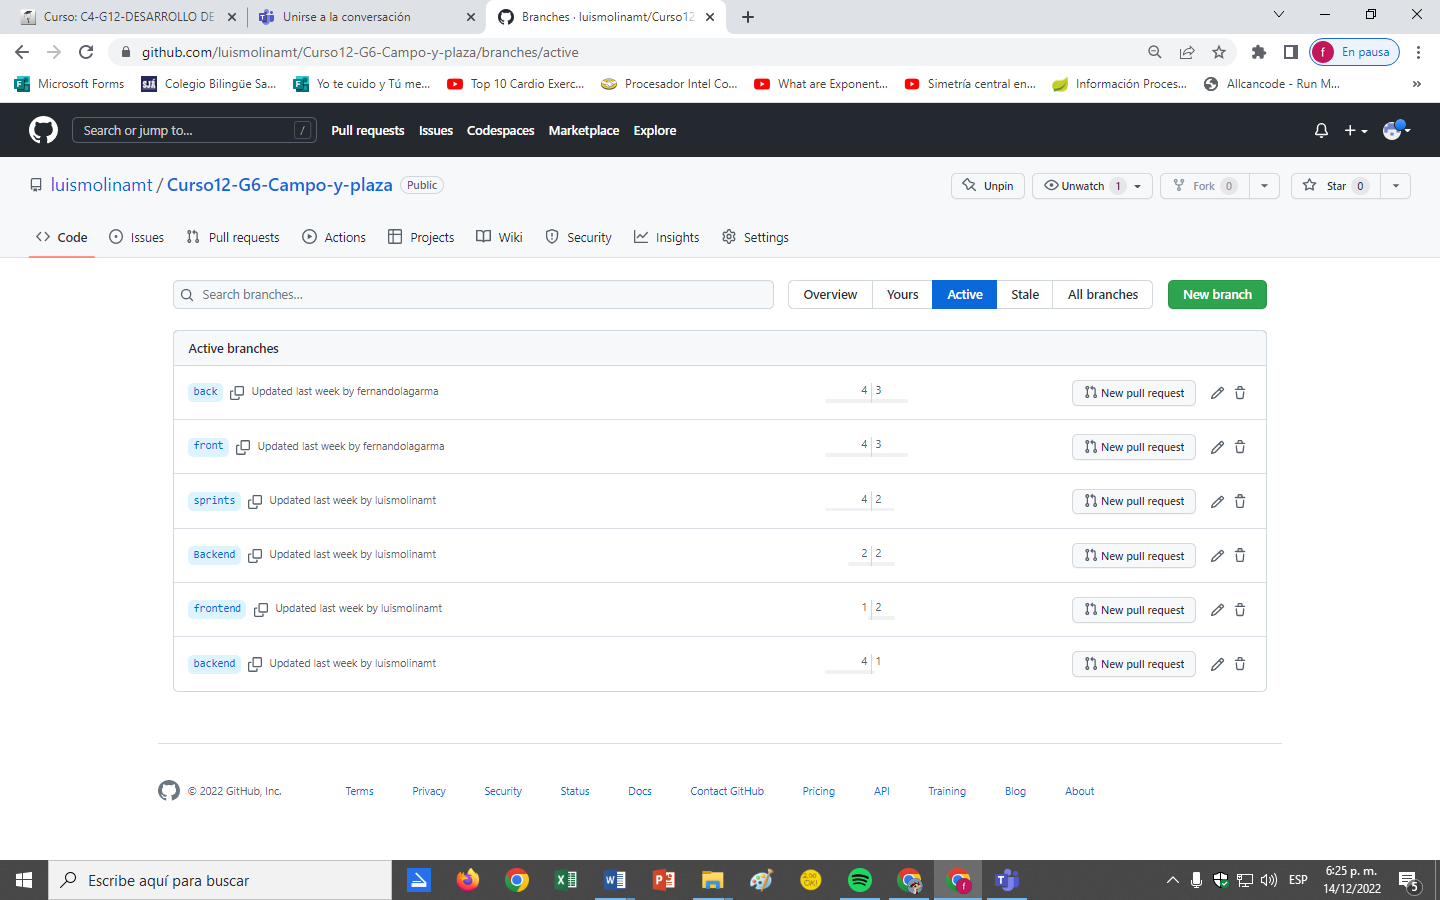 Curso: C4-G12-DESARROLLO DE
Unirse a la conversación
Branches · luismolinamt/Curso12
github.com/luismolinamt/Curso12-G6-Campo-y-plaza/branches/active
f En pausa
Microsoft Forms
Colegio Bilingüe Sa...
Yo te cuido y Tú me...
Top 10 Cardio Exerc...
Procesador Intel Co...
What are Exponent...
Simetría central en...
Información Proces...
Allcancode - Run M...
»
Search or jump to... /
Pull requests Issues Codespaces Marketplace Explore
luismolinamt / Curso12-G6-Campo-y-plaza Public
Unpin Unwatch 1 Fork 0 Star 0
Code Issues Pull requests Actions Projects Wiki Security Insights Settings
Search branches...
Overview Yours Active Stale All branches New branch
Active branches
back Updated last week by fernandolagarma 4 3 New pull request
front Updated last week by fernandolagarma 4 3 New pull request
sprints Updated last week by luismolinamt 4 2 New pull request
Backend Updated last week by luismolinamt 2 2 New pull request
frontend Updated last week by luismolinamt 1 2 New pull request
backend Updated last week by luismolinamt 4 1 New pull request
© 2022 GitHub, Inc. Terms Privacy Security Status Docs Contact GitHub Pricing API Training Blog About
Escribe aquí para buscar
ESP
6:25 p. m.
14/12/2022
5